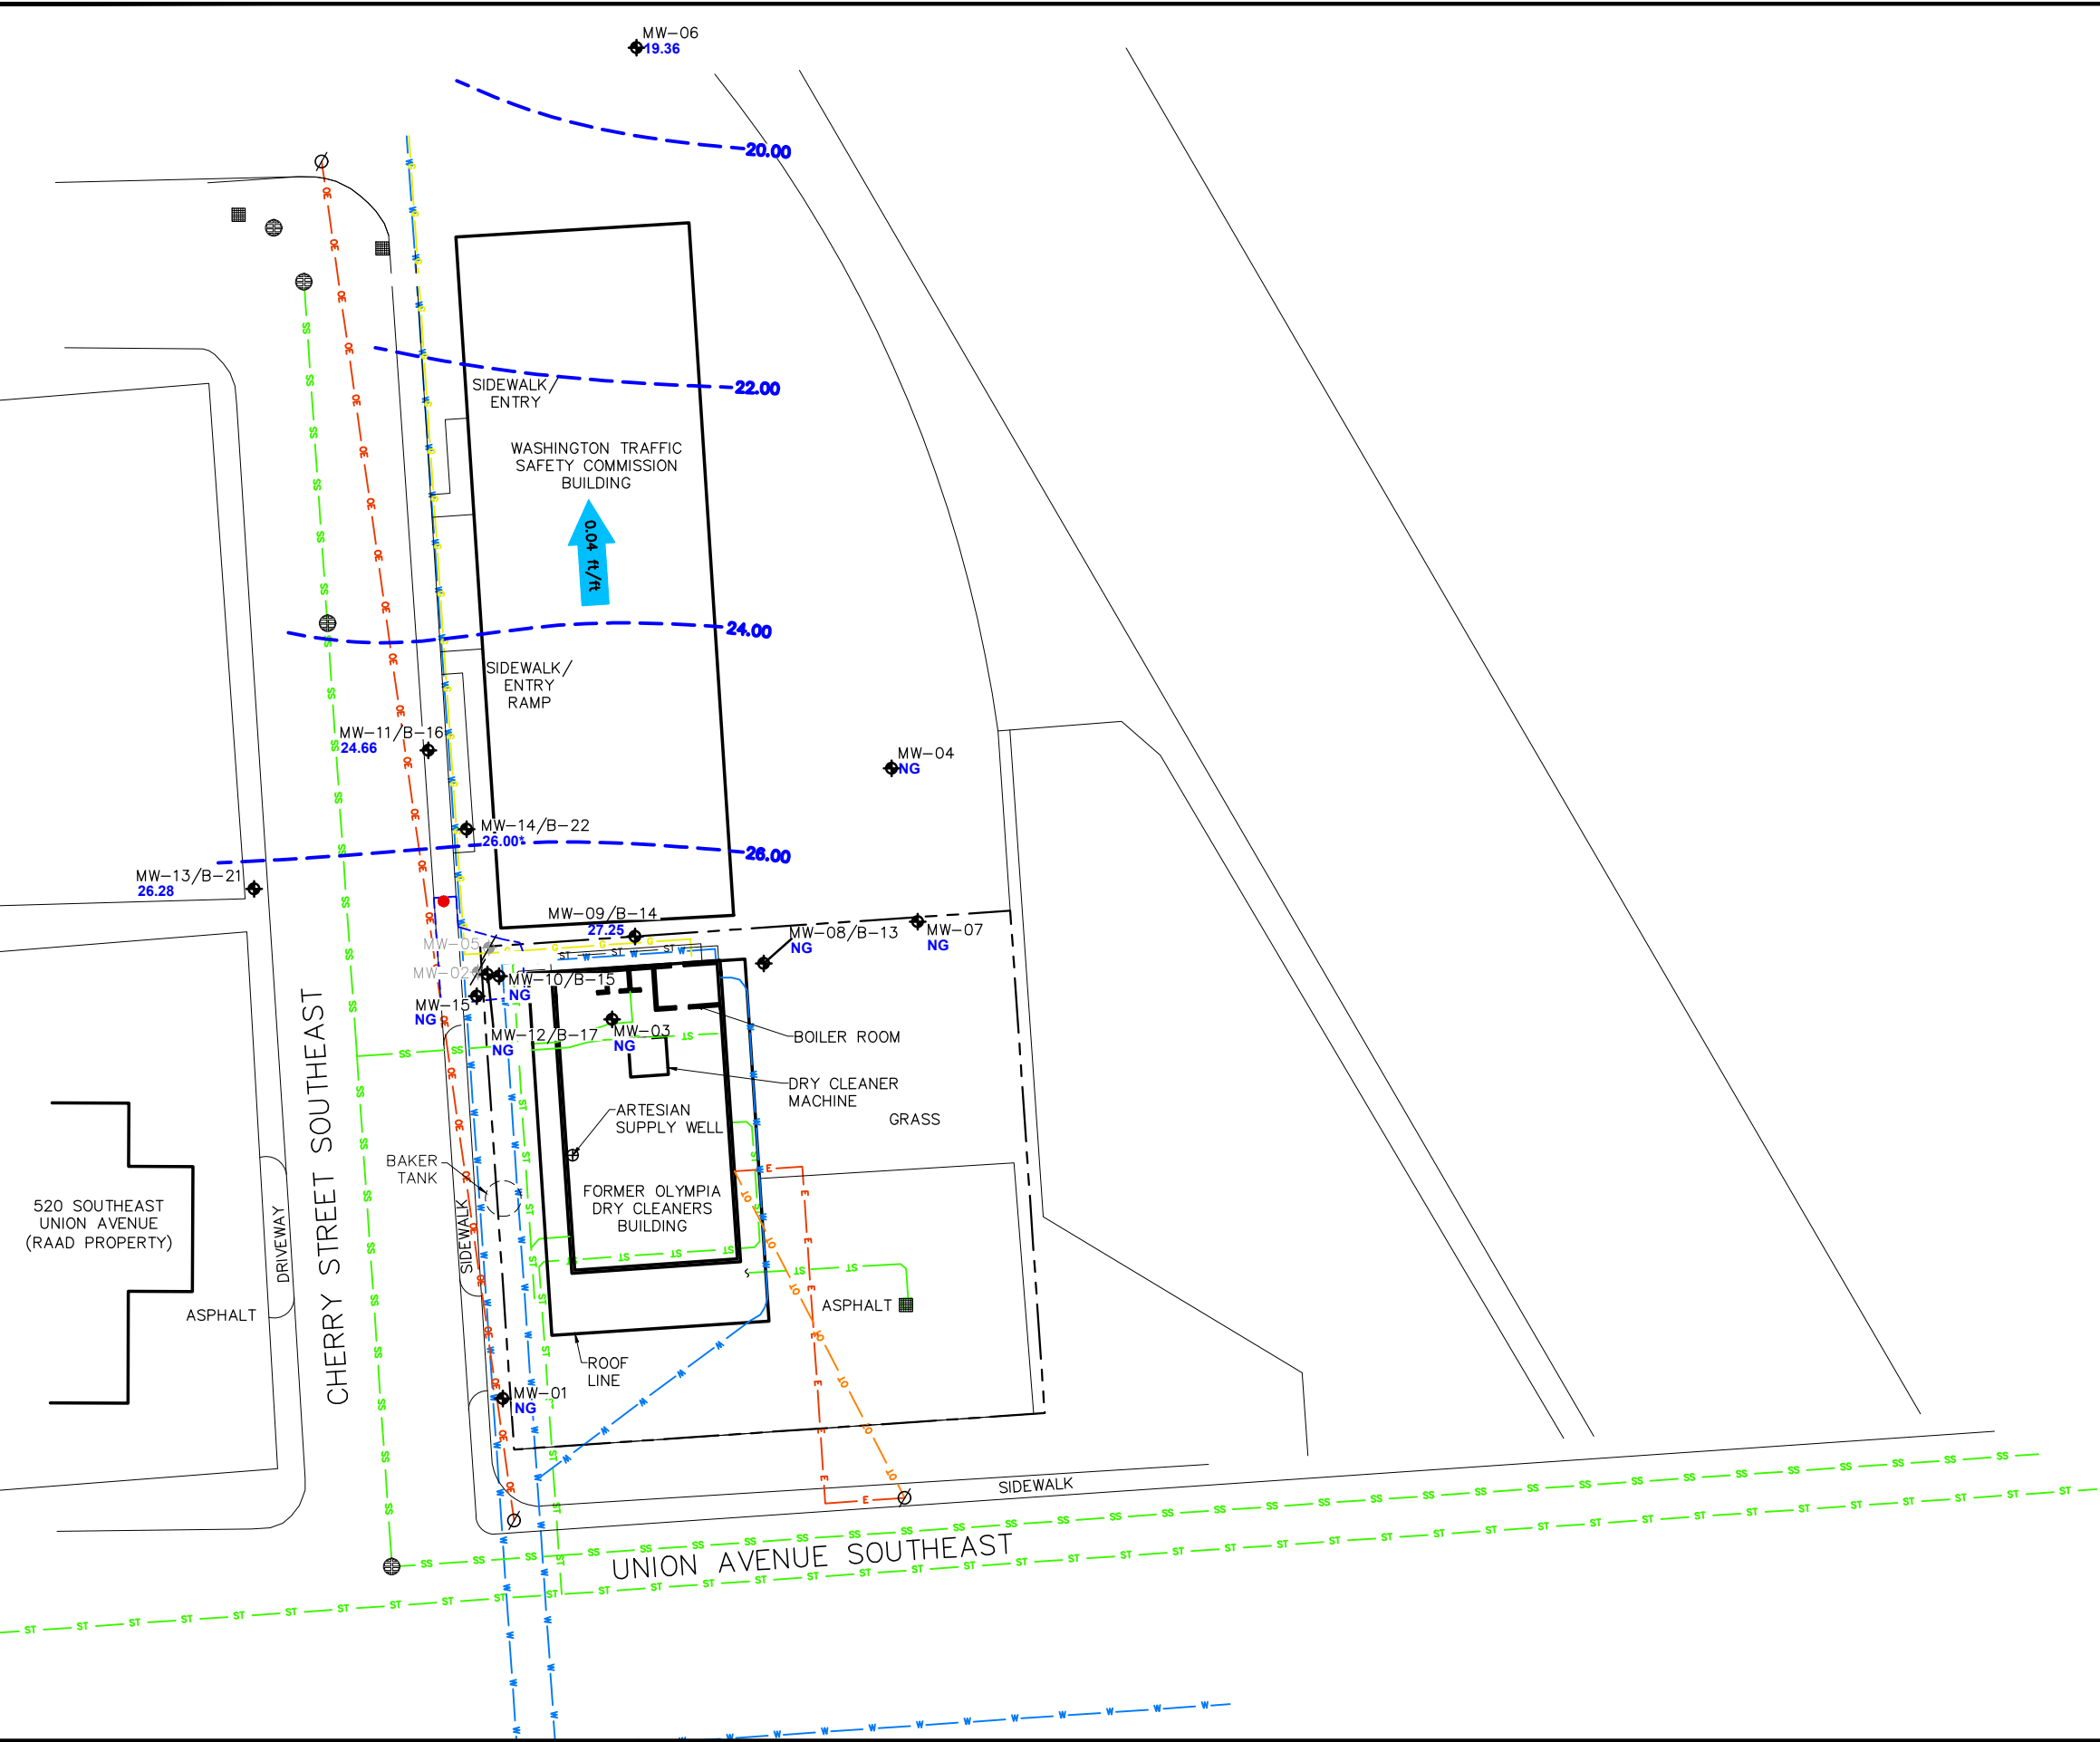 MW-06
19.36
20.00
22.00
SIDEWALK/
ENTRY
WASHINGTON TRAFFIC
SAFETY COMMISSION
BUILDING
0.04 ft/ft
24.00
SIDEWALK/
ENTRY
RAMP
MW-11/B-16
24.66
MW-04
NG
MW-14/B-22
26.00*
26.00
MW-13/B-21
26.28
MW-09/B-14
27.25
MW-08/B-13
NG
MW-07
NG
MW-05
MW-02
MW-10/B-15
NG
MW-15
NG
MW-12/B-17
NG
MW-03
NG
BOILER ROOM
DRY CLEANER
MACHINE
GRASS
ARTESIAN
SUPPLY WELL
BAKER
TANK
FORMER OLYMPIA
DRY CLEANERS
BUILDING
520 SOUTHEAST
UNION AVENUE
(RAAD PROPERTY)
DRIVEWAY
CHERRY STREET SOUTHEAST
SIDEWALK
ASPHALT
ASPHALT
ROOF
LINE
MW-01
NG
SIDEWALK
UNION AVENUE SOUTHEAST